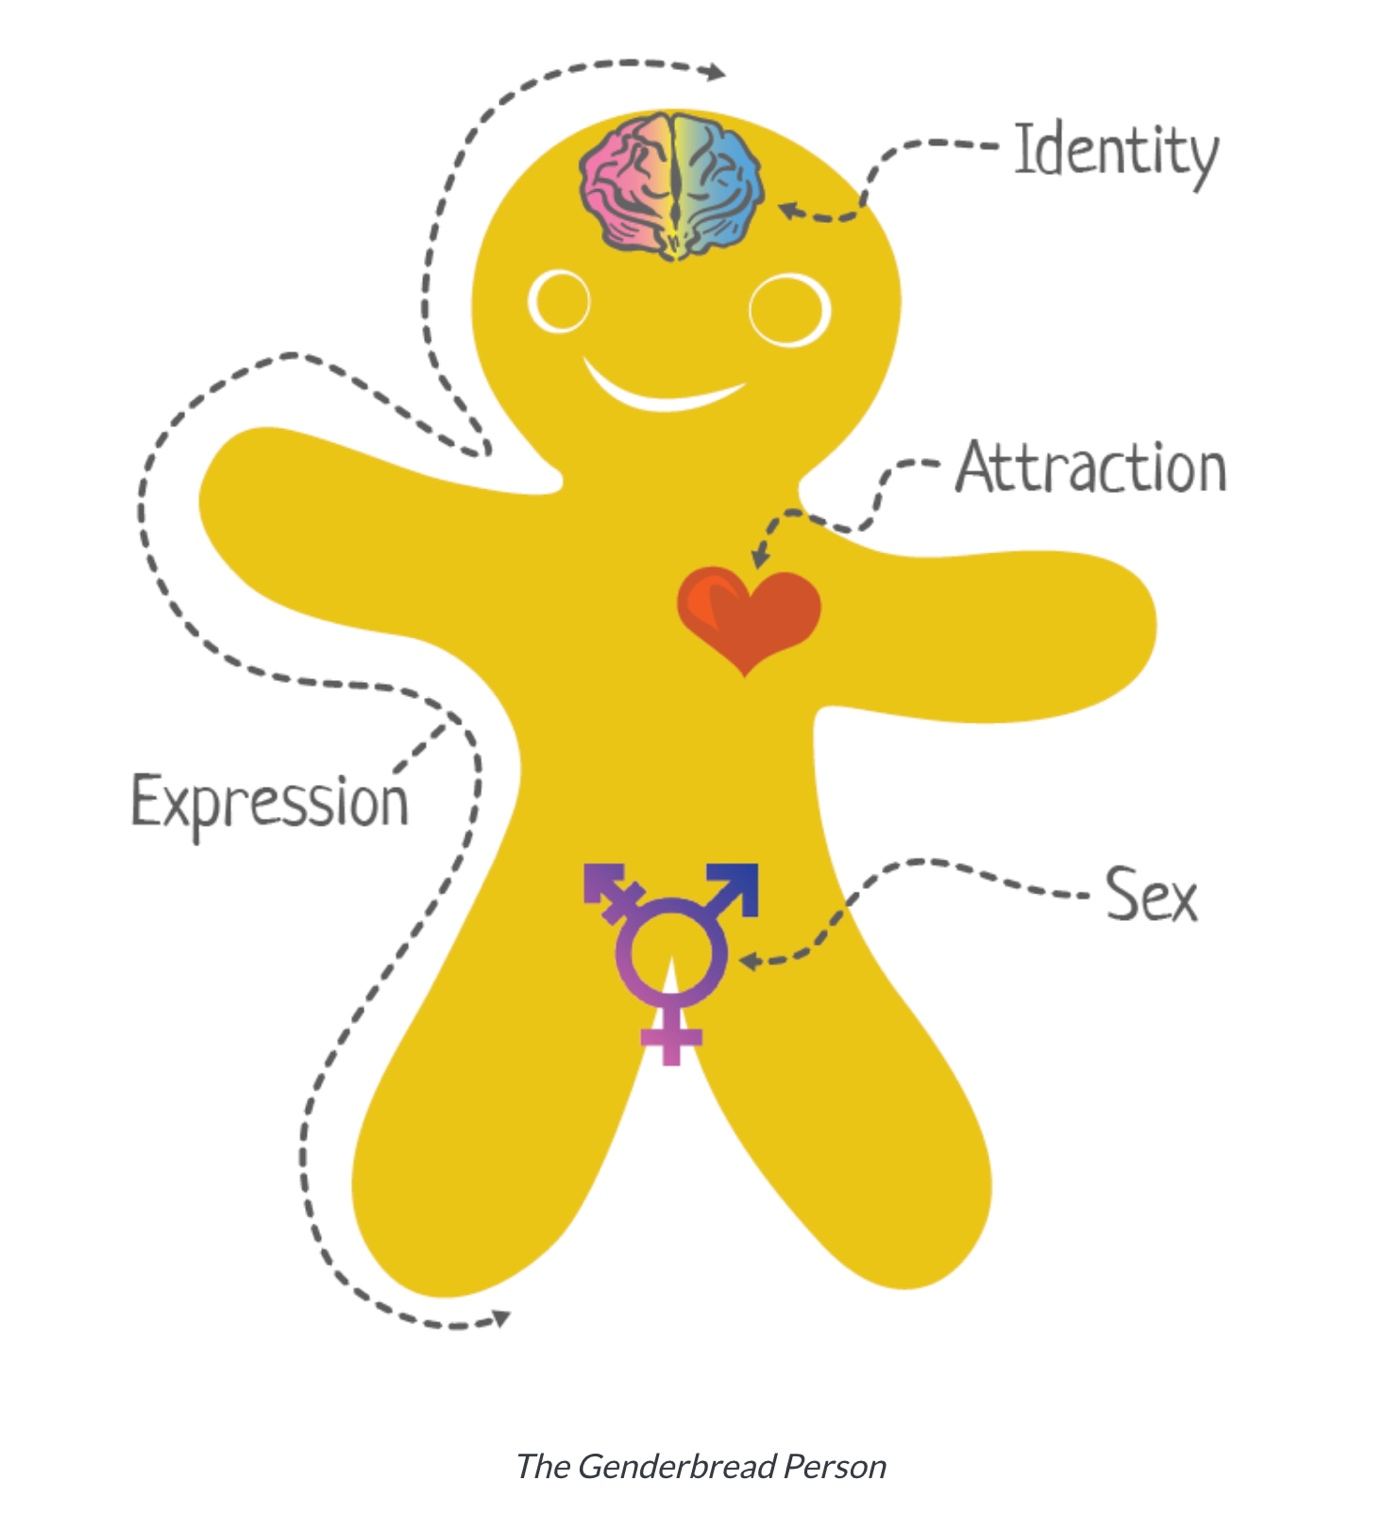 Identity
Attraction
Expression
Sex
The Genderbread Person